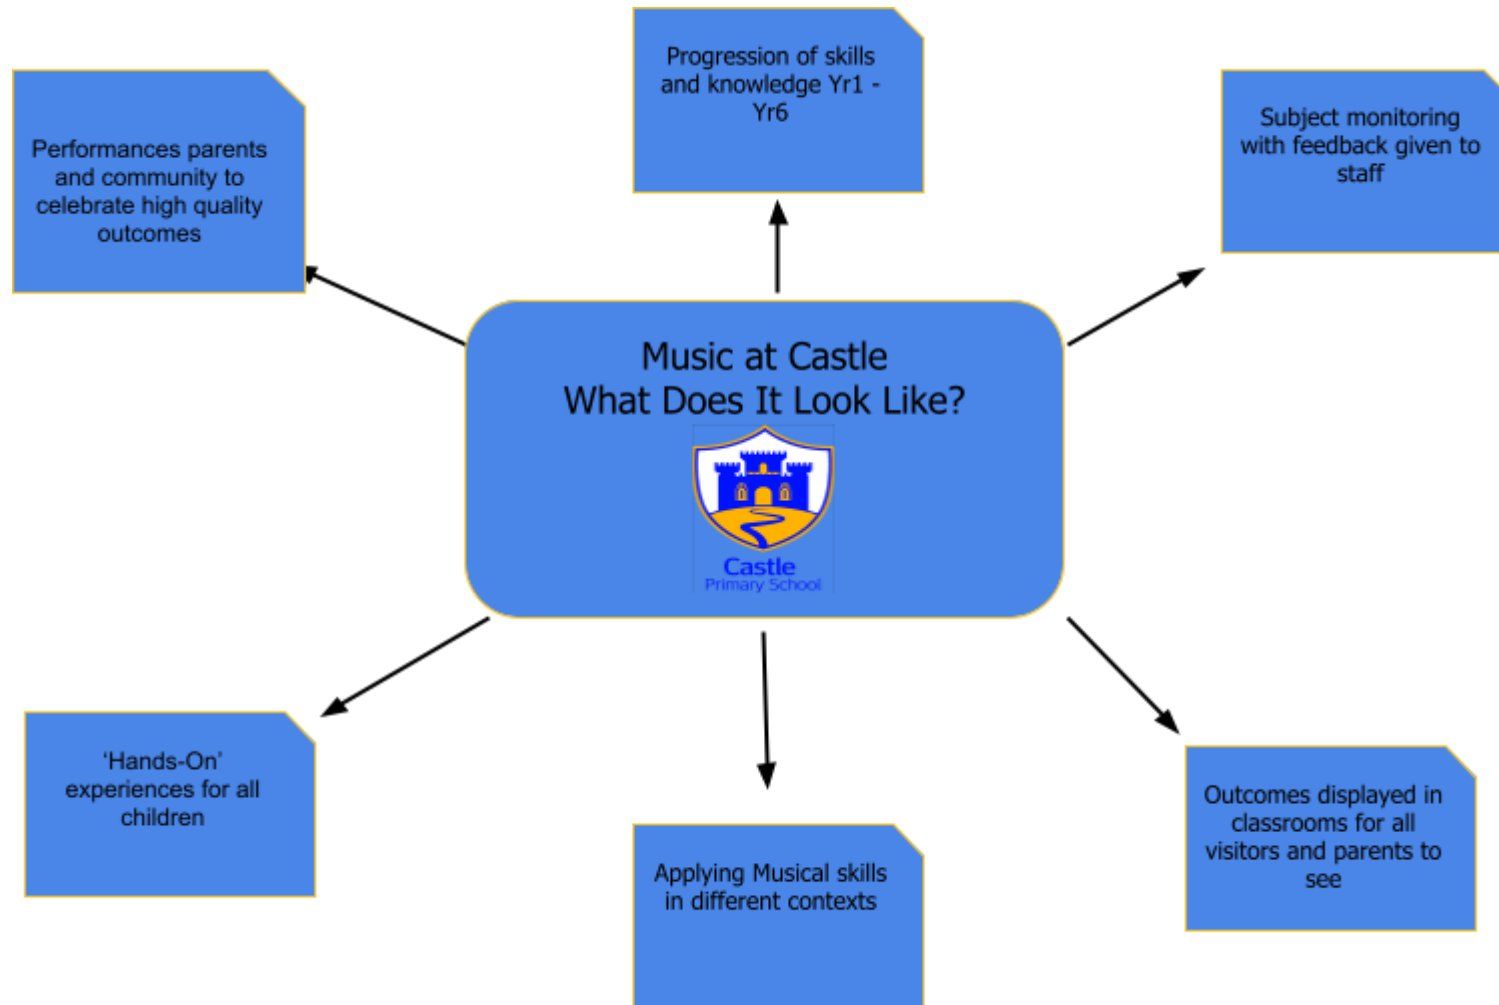 Progression of skills
and knowledge Yr1 -
Yr6
Performances parents
and community to
celebrate high quality
outcomes
Subject monitoring
with feedback given to
staff
Music at Castle
What Does It Look Like?
Castle
Primary School
‘Hands-On’
experiences for all
children
Applying Musical skills
in different contexts
Outcomes displayed in
classrooms for all
visitors and parents to
see